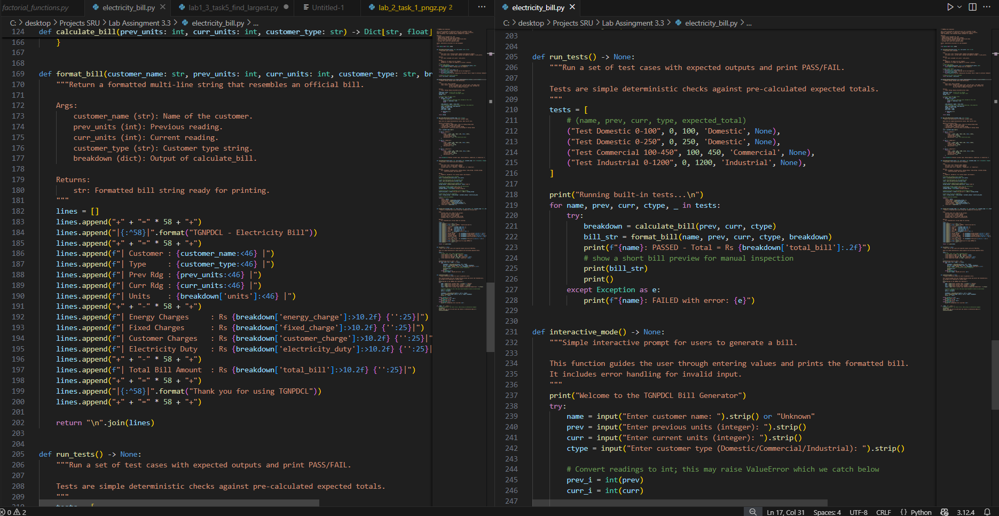 factorial_functions.py electricity_bill.py lab1_3_task5_find_largest.py Untitled-1 lab_2_task_1_pngz.py 2 ...
C: > desktop > Projects SRU > Lab Assingment 3.3 > electricity_bill.py > ...
124 def calculate_bill(prev_units: int, curr_units: int, customer_type: str) -> Dict[str, float]
166 }
167
168
169 def format_bill(customer_name: str, prev_units: int, curr_units: int, customer_type: str, br
170 """Return a formatted multi-line string that resembles an official bill.
171
172 Args:
173 customer_name (str): Name of the customer.
174 prev_units (int): Previous reading.
175 curr_units (int): Current reading.
176 customer_type (str): Customer type string.
177 breakdown (dict): Output of calculate_bill.
178
179 Returns:
180 str: Formatted bill string ready for printing.
181 """
182 lines = []
183 lines.append("+" + "=" * 58 + "+")
184 lines.append("|{:^58}|".format("TGNPDCL - Electricity Bill"))
185 lines.append("+" + "=" * 58 + "+")
186 lines.append(f"| Customer : {customer_name:<46} |")
187 lines.append(f"| Type     : {customer_type:<46} |")
188 lines.append(f"| Prev Rdg : {prev_units:<46} |")
189 lines.append(f"| Curr Rdg : {curr_units:<46} |")
190 lines.append(f"| Units    : {breakdown['units']:<46} |")
191 lines.append("+" + "-" * 58 + "+")
192 lines.append(f"| Energy Charges     : Rs {breakdown['energy_charge']:>10.2f} {'':25}|")
193 lines.append(f"| Fixed Charges      : Rs {breakdown['fixed_charge']:>10.2f} {'':25}|")
194 lines.append(f"| Customer Charges   : Rs {breakdown['customer_charge']:>10.2f} {'':25}|"
195 lines.append(f"| Electricity Duty   : Rs {breakdown['electricity_duty']:>10.2f} {'':25}|
196 lines.append("+" + "-" * 58 + "+")
197 lines.append(f"| Total Bill Amount  : Rs {breakdown['total_bill']:>10.2f} {'':25}|")
198 lines.append("+" + "=" * 58 + "+")
199 lines.append("|{:^58}|".format("Thank you for using TGNPDCL"))
200 lines.append("+" + "=" * 58 + "+")
201
202 return "\n".join(lines)
203
204
205 def run_tests() -> None:
206 """Run a set of test cases with expected outputs and print PASS/FAIL.
207
208 Tests are simple deterministic checks against pre-calculated expected totals.
209 """
210 tests = [
electricity_bill.py
C: > desktop > Projects SRU > Lab Assingment 3.3 > electricity_bill.py > ...
203
204
205 def run_tests() -> None:
206 """Run a set of test cases with expected outputs and print PASS/FAIL.
207
208 Tests are simple deterministic checks against pre-calculated expected totals.
209 """
210 tests = [
211 # (name, prev, curr, type, expected_total)
212 ("Test Domestic 0-100", 0, 100, 'Domestic', None),
213 ("Test Domestic 0-250", 0, 250, 'Domestic', None),
214 ("Test Commercial 100-450", 100, 450, 'Commercial', None),
215 ("Test Industrial 0-1200", 0, 1200, 'Industrial', None),
216 ]
217
218 print("Running built-in tests...\n")
219 for name, prev, curr, ctype, _ in tests:
220 try:
221 breakdown = calculate_bill(prev, curr, ctype)
222 bill_str = format_bill(name, prev, curr, ctype, breakdown)
223 print(f"{name}: PASSED - Total = Rs {breakdown['total_bill']:.2f}")
224 # show a short bill preview for manual inspection
225 print(bill_str)
226 print()
227 except Exception as e:
228 print(f"{name}: FAILED with error: {e}")
229
230
231 def interactive_mode() -> None:
232 """Simple interactive prompt for users to generate a bill.
233
234 This function guides the user through entering values and prints the formatted bill.
235 It includes error handling for invalid input.
236 """
237 print("Welcome to the TGNPDCL Bill Generator")
238 try:
239 name = input("Enter customer name: ").strip() or "Unknown"
240 prev = input("Enter previous units (integer): ").strip()
241 curr = input("Enter current units (integer): ").strip()
242 ctype = input("Enter customer type (Domestic/Commercial/Industrial): ").strip()
243
244 # Convert readings to int; this may raise ValueError which we catch below
245 prev_i = int(prev)
246 curr_i = int(curr)
247
0 2 Ln 17, Col 31 Spaces: 4 UTF-8 CRLF {} Python 3.12.4